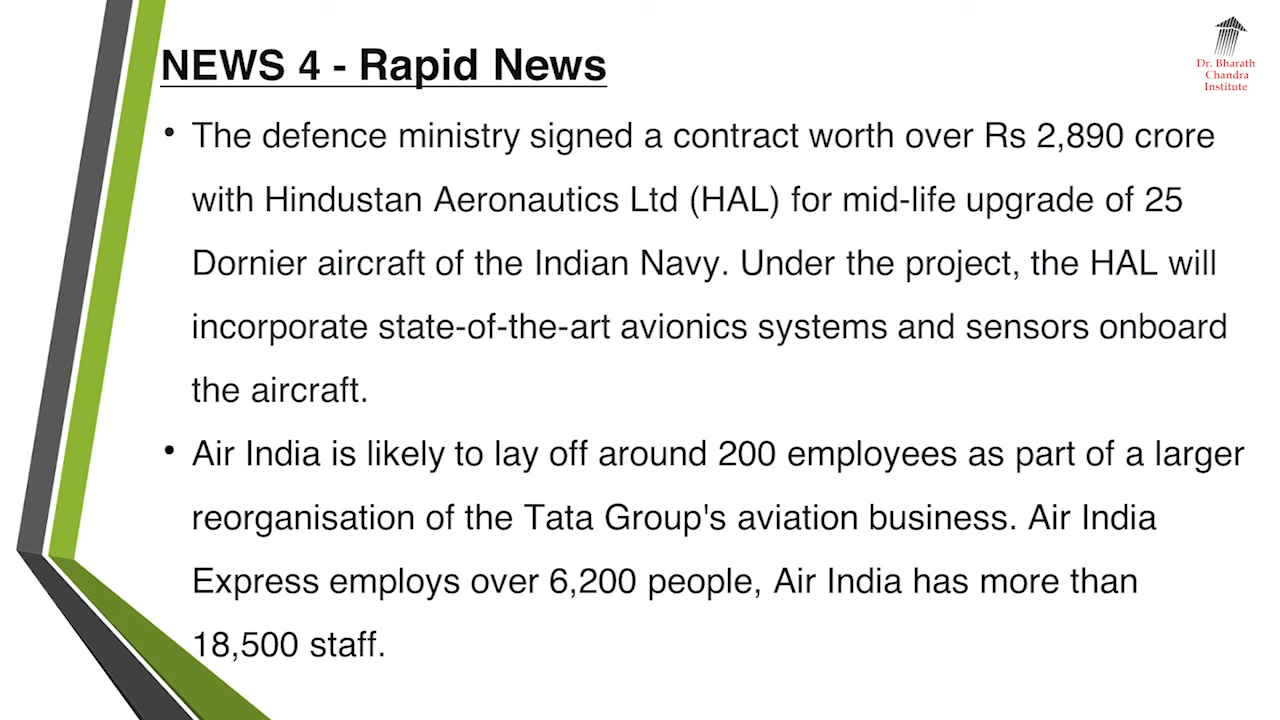 NEWS 4 - Rapid News
Dr. Bharath
Chandra
Institute
• The defence ministry signed a contract worth over Rs 2,890 crore
with Hindustan Aeronautics Ltd (HAL) for mid-life upgrade of 25
Dornier aircraft of the Indian Navy. Under the project, the HAL will
incorporate state-of-the-art avionics systems and sensors onboard
the aircraft.
• Air India is likely to lay off around 200 employees as part of a larger
reorganisation of the Tata Group's aviation business. Air India
Express employs over 6,200 people, Air India has more than
18,500 staff.